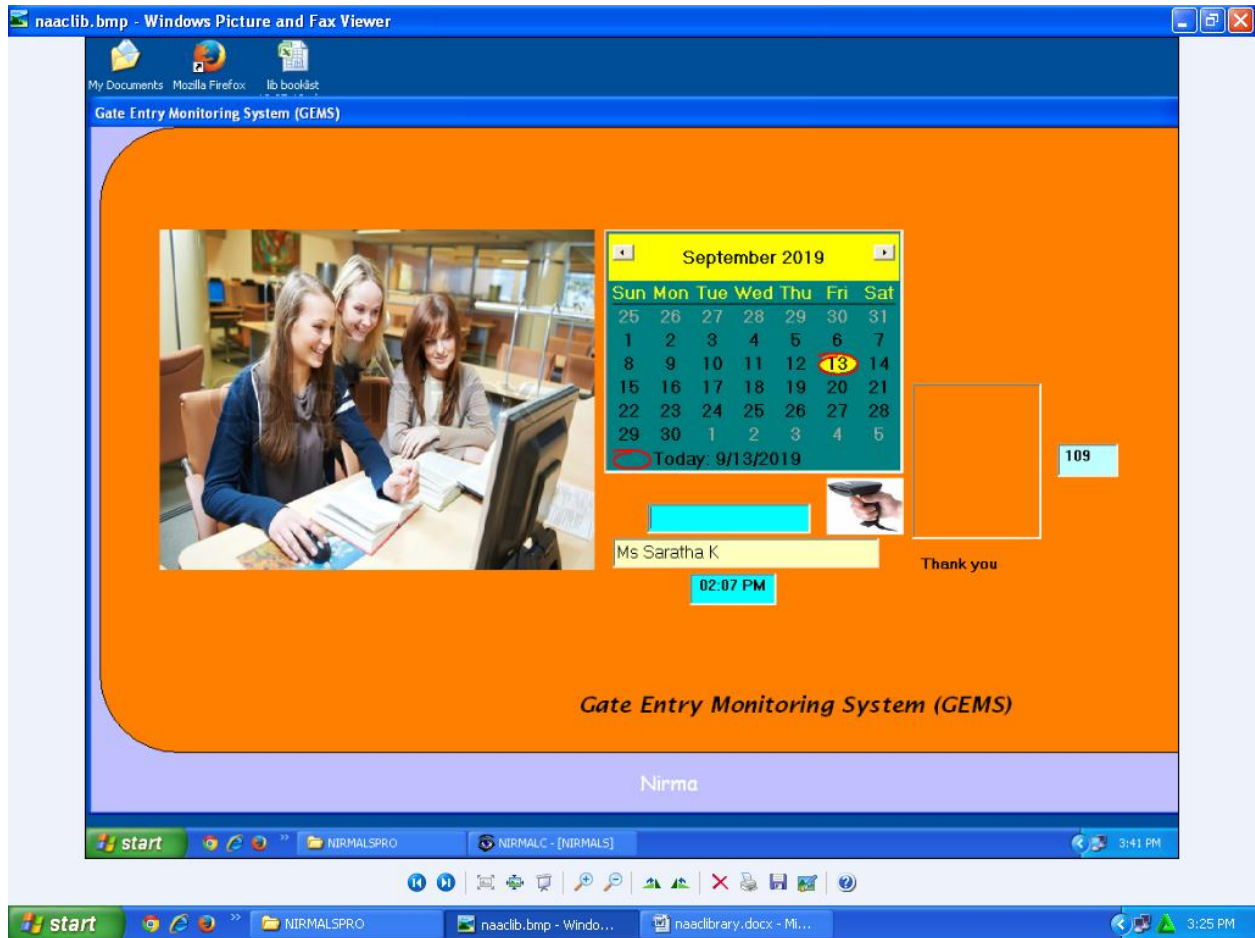 naaclib.bmp - Windows Picture and Fax Viewer
My Documents Mozilla Firefox lib booklist
Gate Entry Monitoring System (GEMS)
September 2019
Sun Mon Tue Wed Thu Fri Sat
25 26 27 28 29 30 31
1 2 3 4 5 6 7
8 9 10 11 12 13 14
15 16 17 18 19 20 21
22 23 24 25 26 27 28
29 30 1 2 3 4 5
Today: 9/13/2019
109
Ms Saratha K
Thank you
02:07 PM
Gate Entry Monitoring System (GEMS)
Nirma
start NIRMALSPRO NIRMALC - [NIRMALS] 3:41 PM
start NIRMALSPRO naaclib.bmp - Windo... naaclibrary.docx - Mi... 3:25 PM